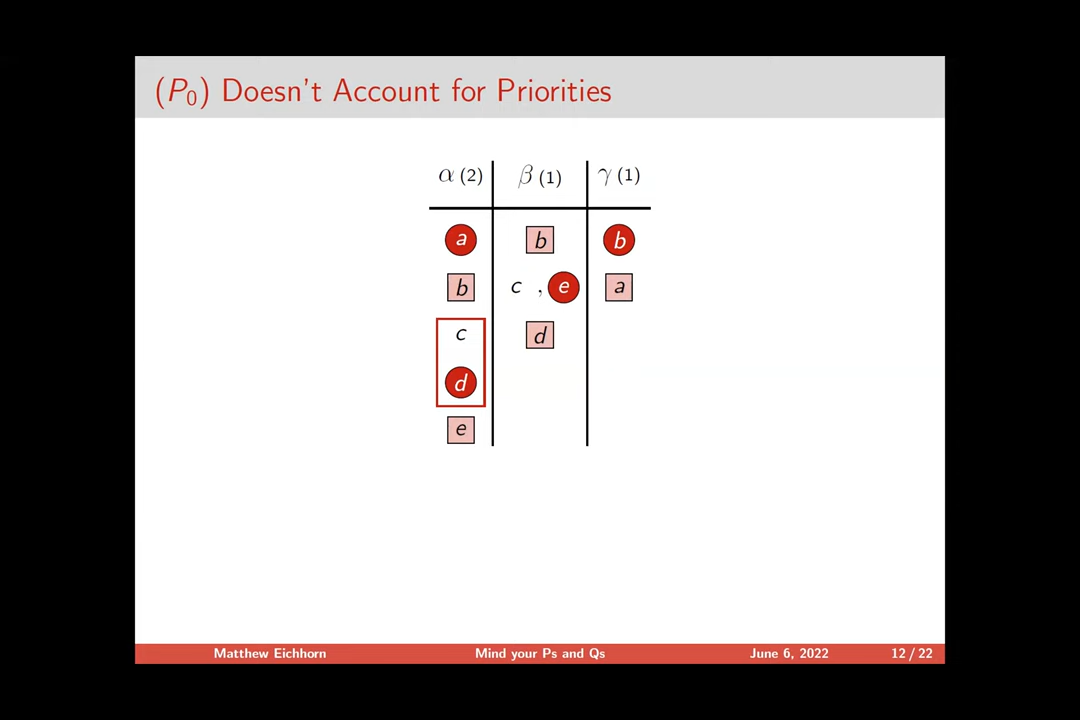 (P₀) Doesn't Account for Priorities
α (2) β (1) γ (1)
a b b
b c , e a
c d
d
e
Matthew Eichhorn Mind your Ps and Qs June 6, 2022 12 / 22